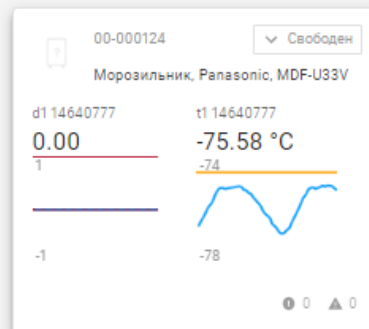 00-000124
Свободен
Морозильник, Panasonic, MDF-U33V
d1 14640777
t1 14640777
0.00
-75.58 °C
1
-74
-1
-78
0
0